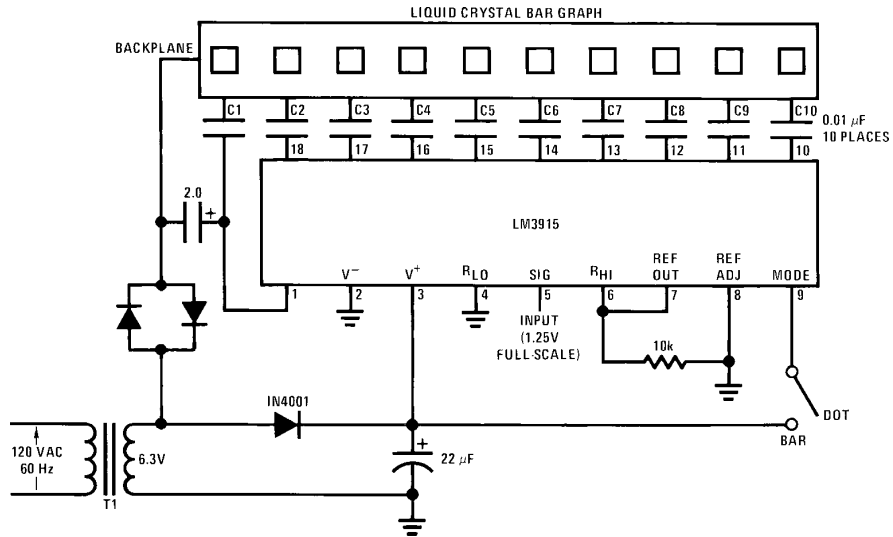 LIQUID CRYSTAL BAR GRAPH
BACKPLANE
C1 C2 C3 C4 C5 C6 C7 C8 C9 C10
0.01 μF
10 PLACES
18 17 16 15 14 13 12 11 10
2.0
+
LM3915
V− V+ RLO SIG RHI REF OUT REF ADJ MODE
1 2 3 4 5 6 7 8 9
INPUT
(1.25V
FULL-SCALE)
10k
IN4001
DOT
BAR
120 VAC
60 Hz
6.3V
+
22 μF
T1